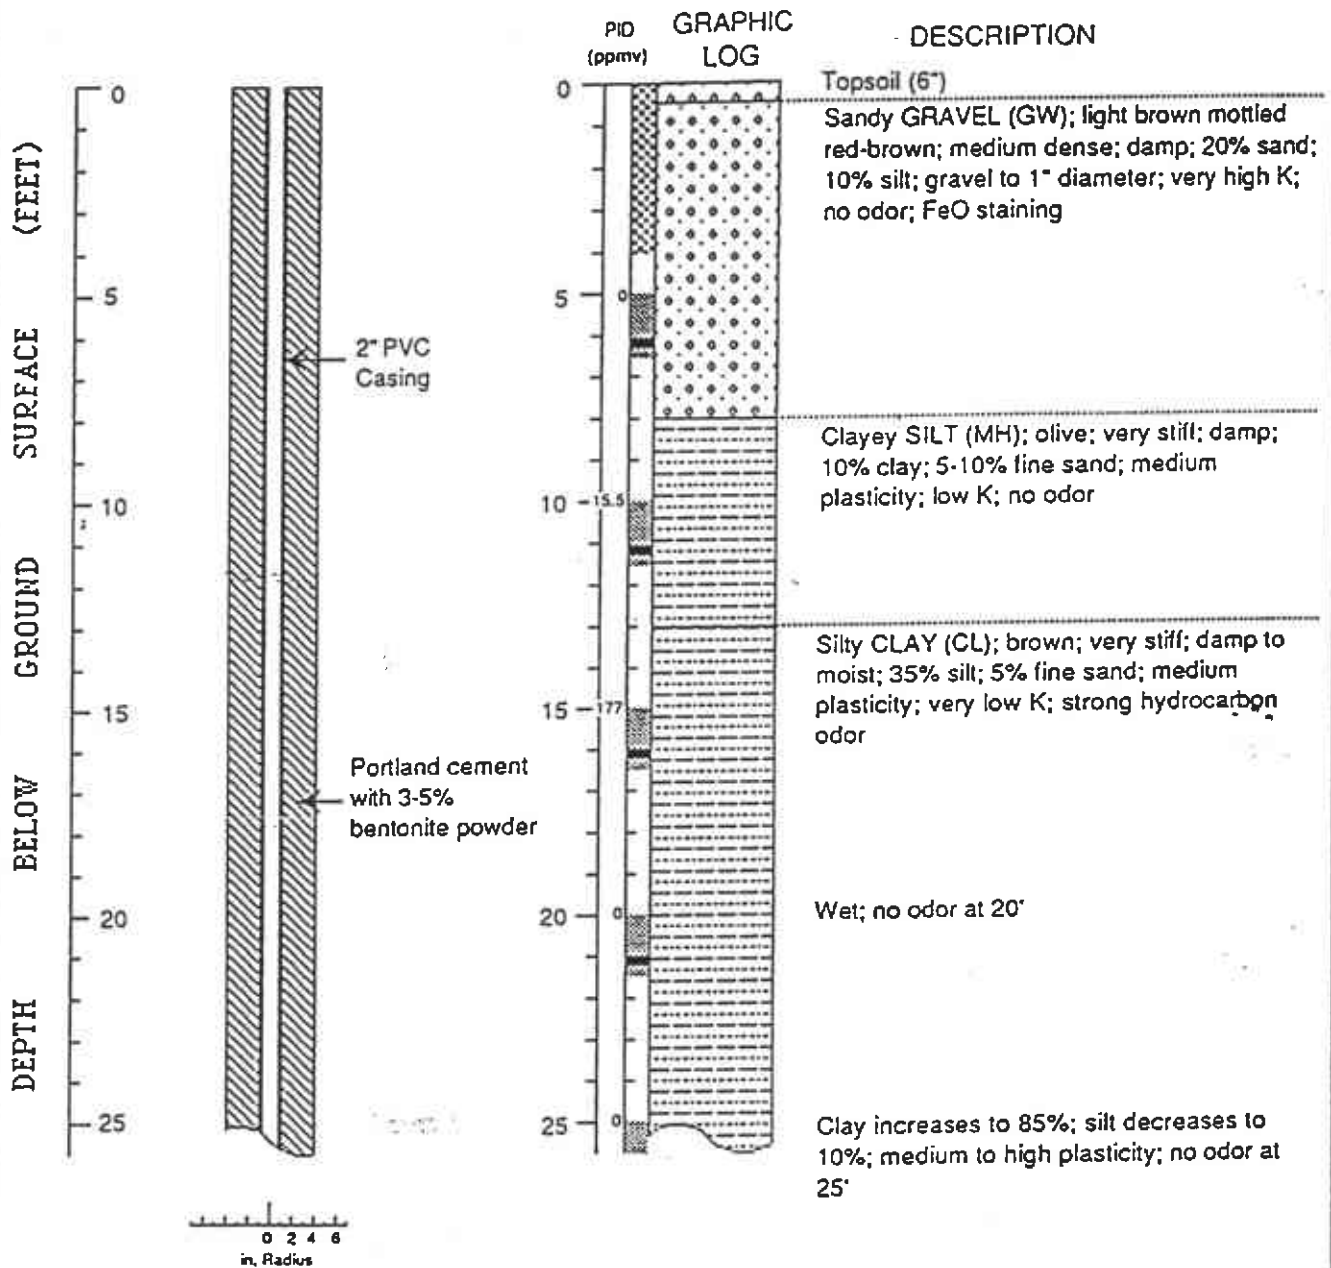 PID
(ppmv)
GRAPHIC
LOG
DESCRIPTION
DEPTH BELOW GROUND SURFACE (FEET)
0
5
10
15
20
25
2" PVC
Casing
Portland cement
with 3-5%
bentonite powder
0 2 4 6
in, Radius
0
5
10
15
20
25
0
15.5
177
0
0
Topsoil (6")
Sandy GRAVEL (GW); light brown mottled
red-brown; medium dense; damp; 20% sand;
10% silt; gravel to 1" diameter; very high K;
no odor; FeO staining
Clayey SILT (MH); olive; very stiff; damp;
10% clay; 5-10% fine sand; medium
plasticity; low K; no odor
Silty CLAY (CL); brown; very stiff; damp to
moist; 35% silt; 5% fine sand; medium
plasticity; very low K; strong hydrocarbon
odor
Wet; no odor at 20'
Clay increases to 85%; silt decreases to
10%; medium to high plasticity; no odor at
25'